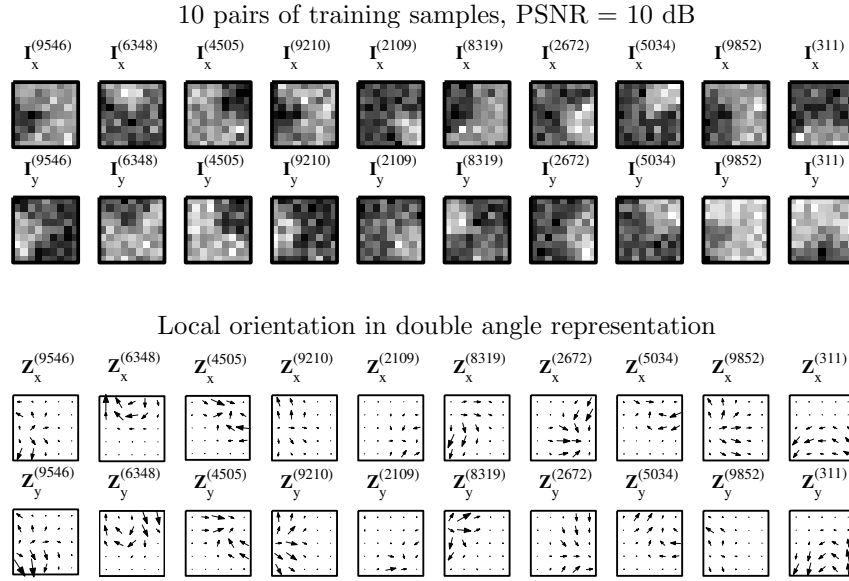 10 pairs of training samples, PSNR = 10 dB
I_x^(9546) I_x^(6348) I_x^(4505) I_x^(9210) I_x^(2109) I_x^(8319) I_x^(2672) I_x^(5034) I_x^(9852) I_x^(311)
I_y^(9546) I_y^(6348) I_y^(4505) I_y^(9210) I_y^(2109) I_y^(8319) I_y^(2672) I_y^(5034) I_y^(9852) I_y^(311)
Local orientation in double angle representation
Z_x^(9546) Z_x^(6348) Z_x^(4505) Z_x^(9210) Z_x^(2109) Z_x^(8319) Z_x^(2672) Z_x^(5034) Z_x^(9852) Z_x^(311)
Z_y^(9546) Z_y^(6348) Z_y^(4505) Z_y^(9210) Z_y^(2109) Z_y^(8319) Z_y^(2672) Z_y^(5034) Z_y^(9852) Z_y^(311)